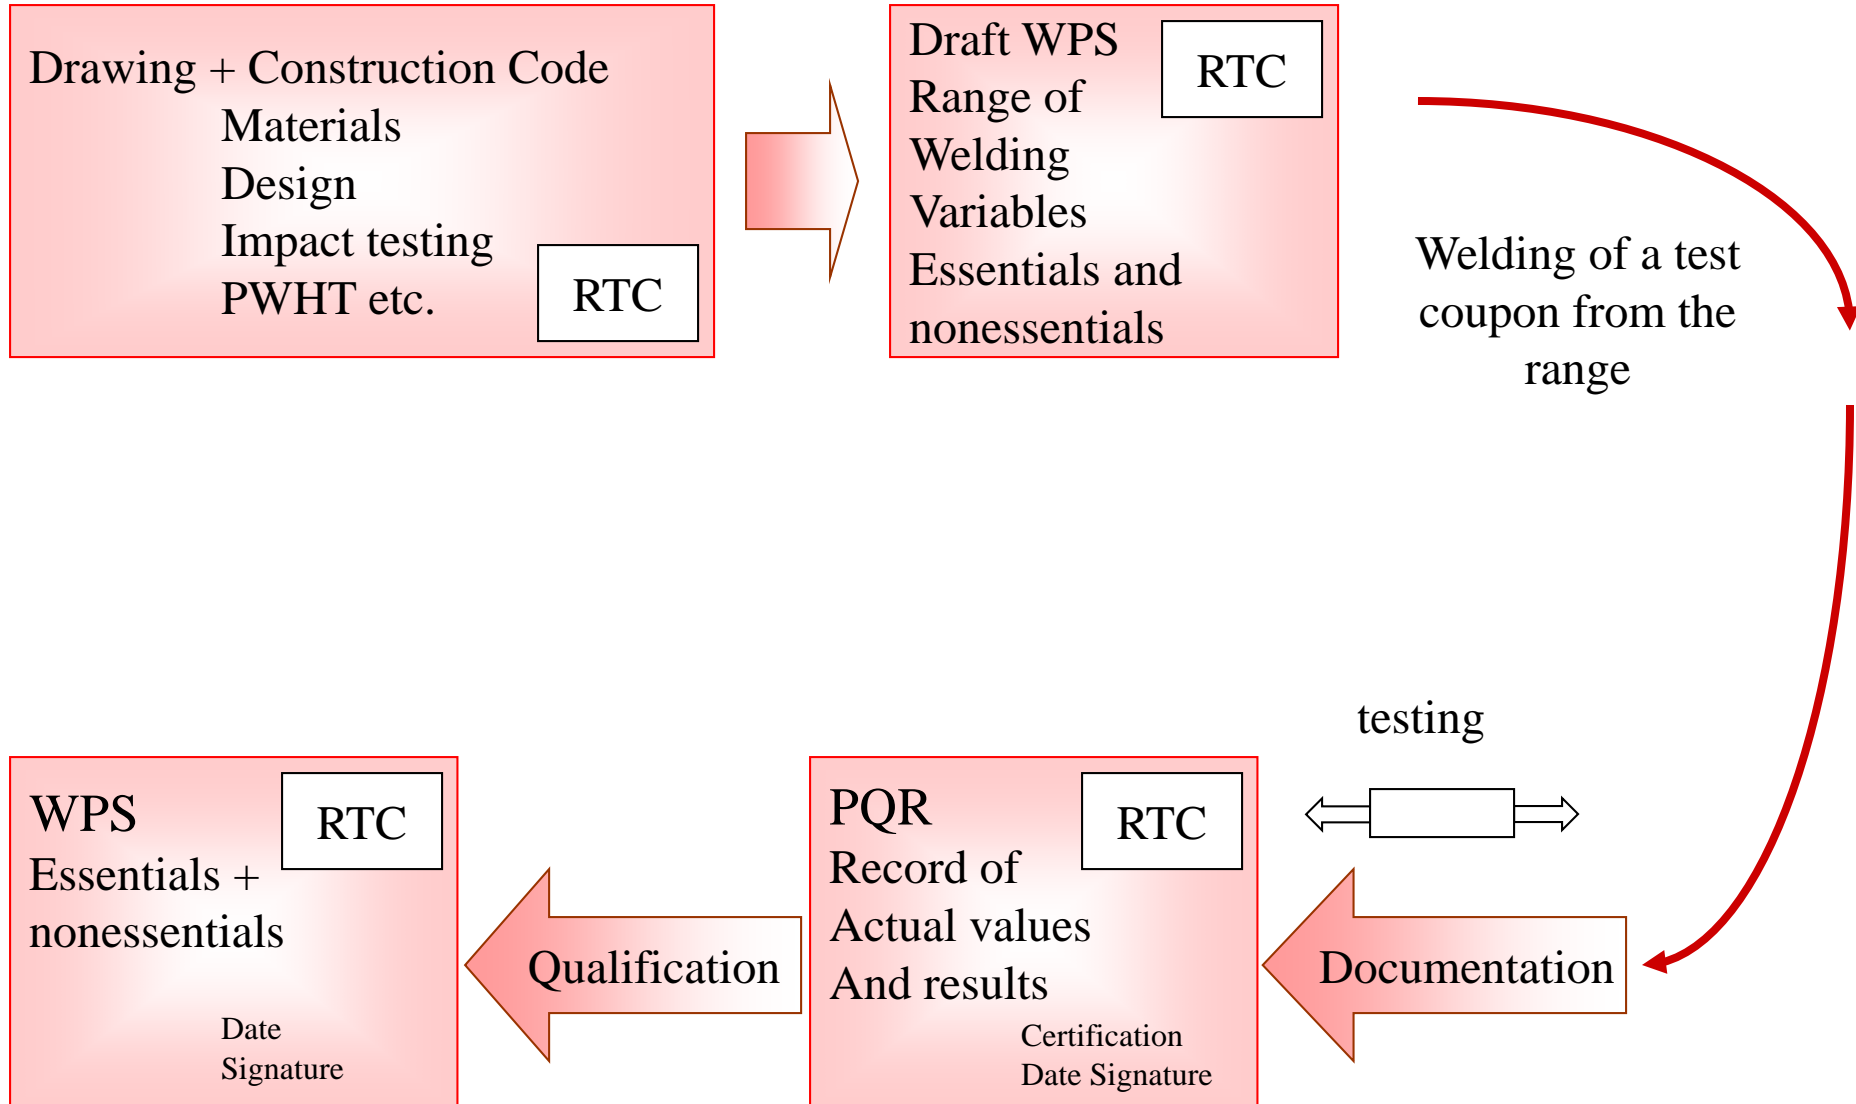 Drawing + Construction Code
Materials
Design
Impact testing
PWHT etc.
RTC
Draft WPS
Range of
Welding
Variables
Essentials and
nonessentials
RTC
Welding of a test
coupon from the
range
testing
Documentation
PQR
Record of
Actual values
And results
Certification
Date Signature
RTC
Qualification
WPS
Essentials +
nonessentials
Date
Signature
RTC